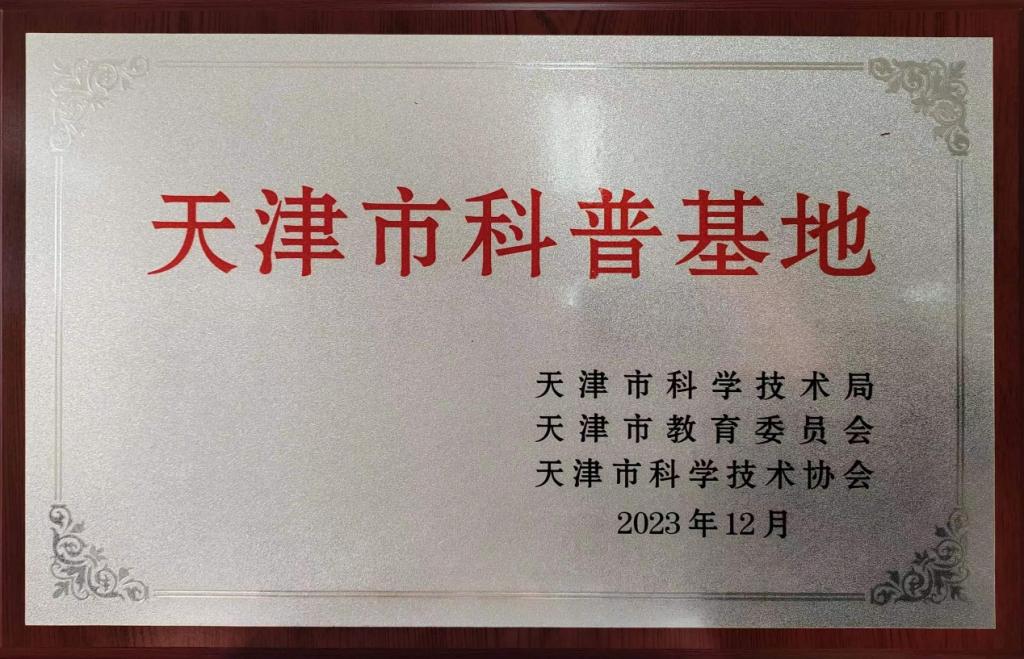 天津市科普基地
天津市科学技术局
天津市教育委员会
天津市科学技术协会
2023年12月